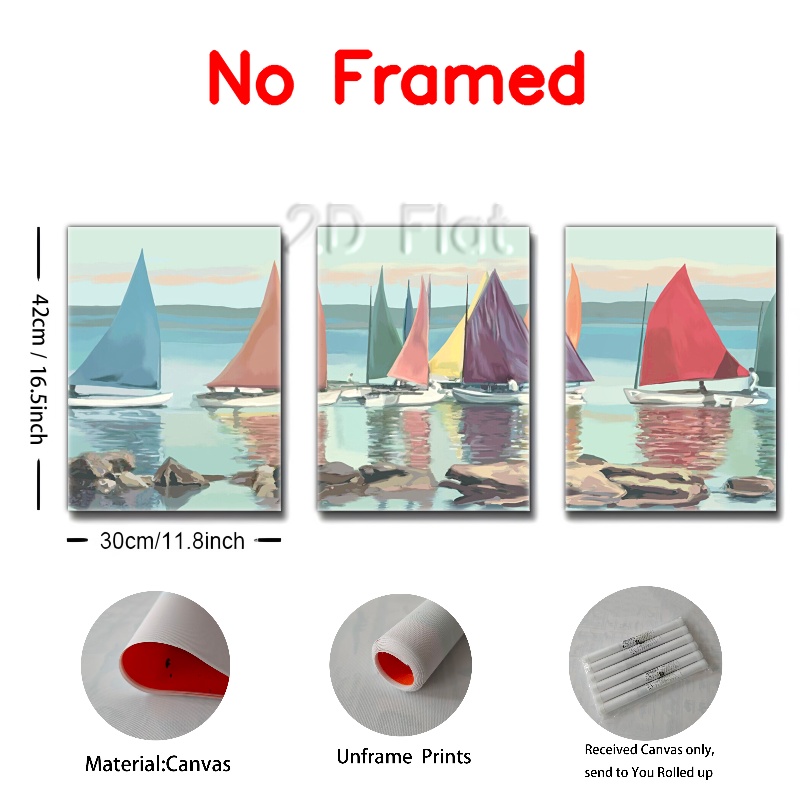 No Framed
2D Flat
42cm / 16.5inch
30cm/11.8inch
Material:Canvas
Unframe Prints
Received Canvas only,
send to You Rolled up